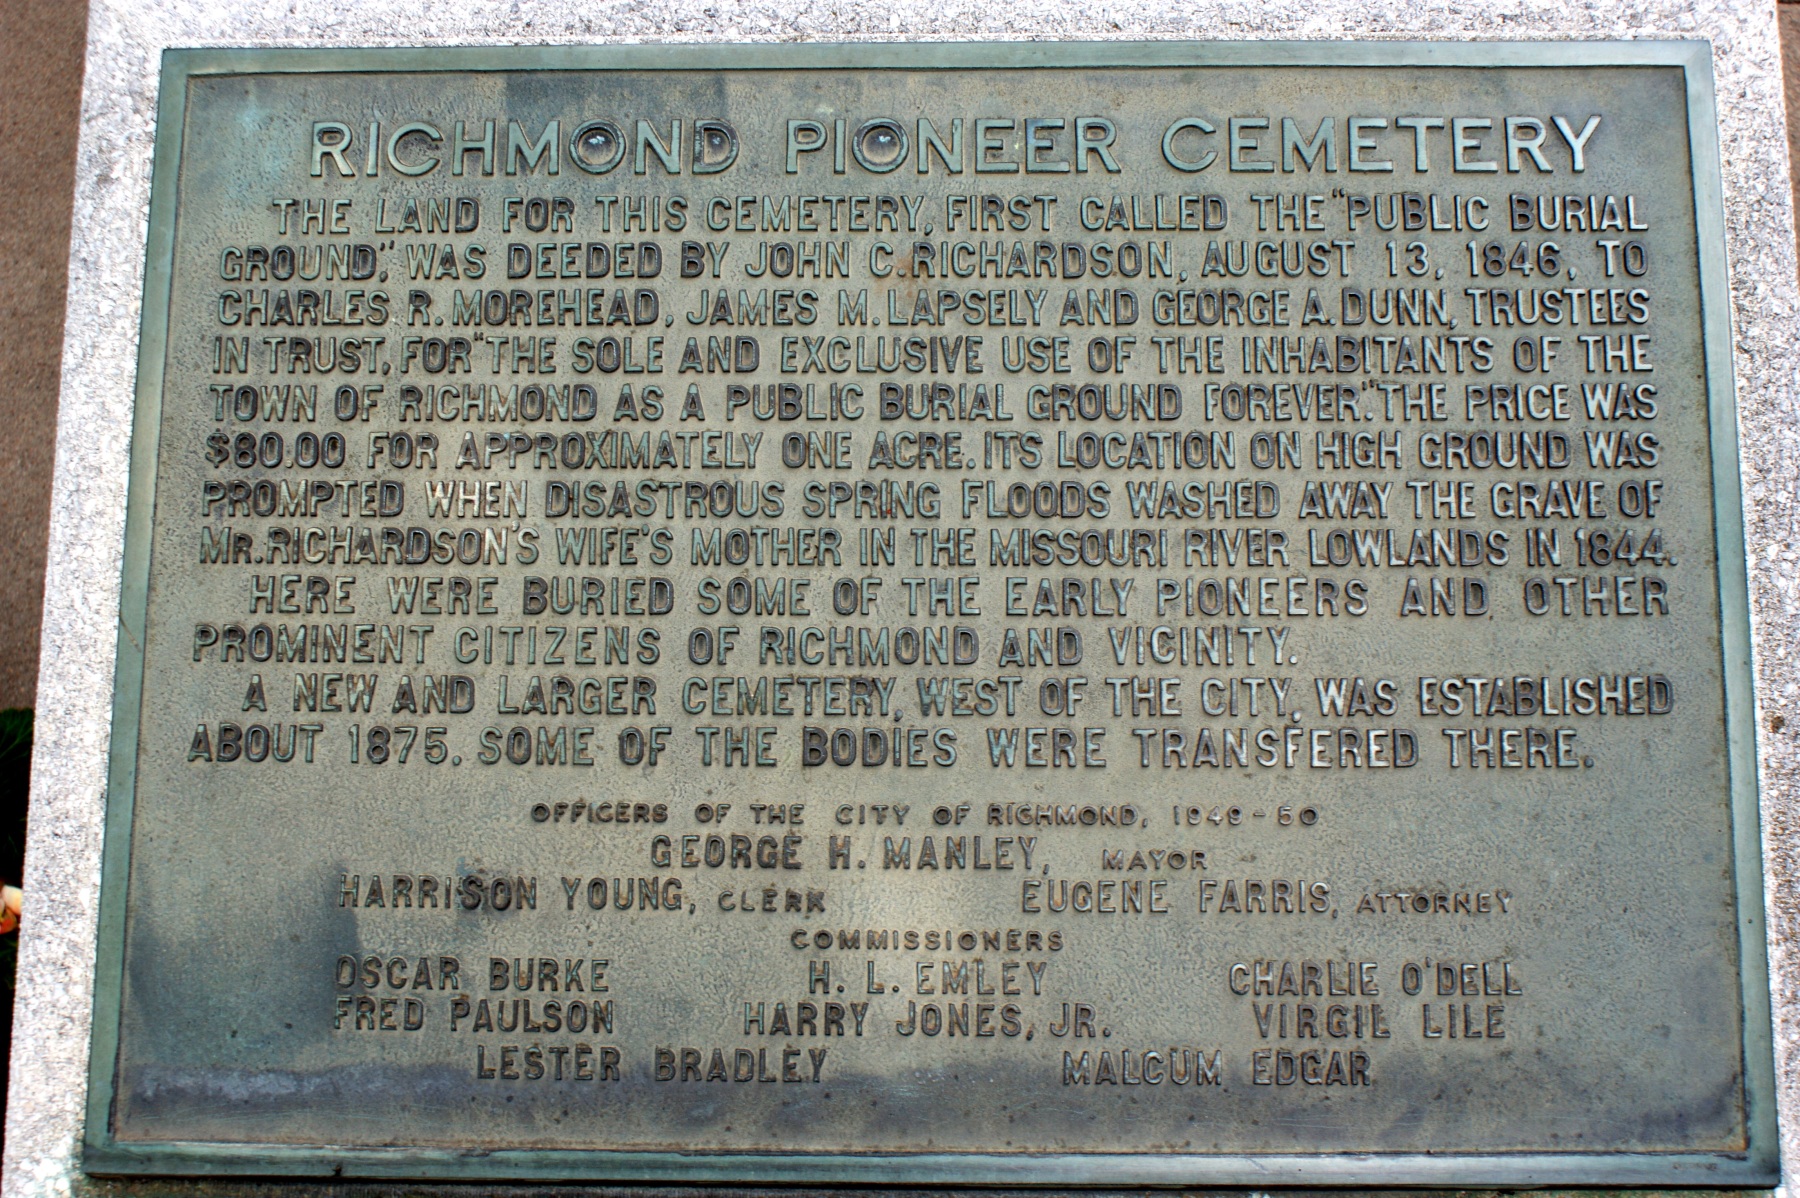 RICHMOND PIONEER CEMETERY
THE LAND FOR THIS CEMETERY, FIRST CALLED THE "PUBLIC BURIAL
GROUND," WAS DEEDED BY JOHN C. RICHARDSON, AUGUST 13, 1846, TO
CHARLES R. MOREHEAD, JAMES M. LAPSELY AND GEORGE A. DUNN, TRUSTEES
IN TRUST, FOR "THE SOLE AND EXCLUSIVE USE OF THE INHABITANTS OF THE
TOWN OF RICHMOND AS A PUBLIC BURIAL GROUND FOREVER." THE PRICE WAS
$80.00 FOR APPROXIMATELY ONE ACRE. ITS LOCATION ON HIGH GROUND WAS
PROMPTED WHEN DISASTROUS SPRING FLOODS WASHED AWAY THE GRAVE OF
MR. RICHARDSON'S WIFE'S MOTHER IN THE MISSOURI RIVER LOWLANDS IN 1844.
HERE WERE BURIED SOME OF THE EARLY PIONEERS AND OTHER
PROMINENT CITIZENS OF RICHMOND AND VICINITY.
A NEW AND LARGER CEMETERY, WEST OF THE CITY, WAS ESTABLISHED
ABOUT 1875. SOME OF THE BODIES WERE TRANSFERED THERE.
OFFICERS OF THE CITY OF RICHMOND, 1949-50
GEORGE H. MANLEY, MAYOR
HARRISON YOUNG, CLERK EUGENE FARRIS, ATTORNEY
COMMISSIONERS
OSCAR BURKE H. L. EMLEY CHARLIE O'DELL
FRED PAULSON HARRY JONES, JR. VIRGIL LILE
LESTER BRADLEY MALCUM EDGAR